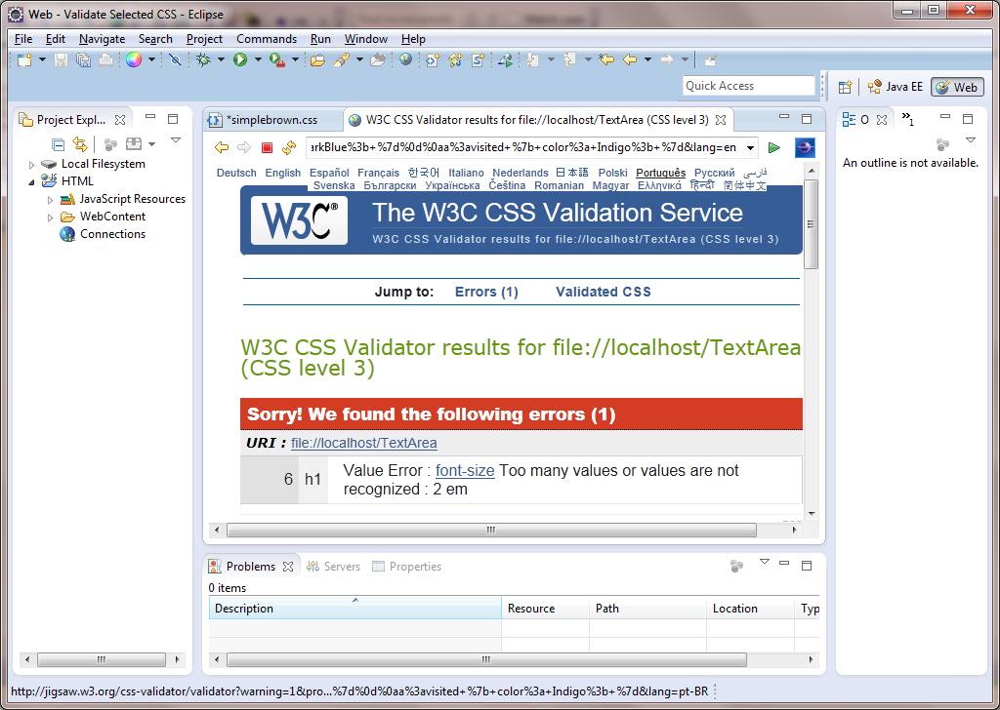 Web - Validate Selected CSS - Eclipse
File Edit Navigate Search Project Commands Run Window Help
Quick Access
Java EE
Web
Project Expl...
*simplebrown.css
W3C CSS Validator results for file://localhost/TextArea (CSS level 3)
O
»1
Local Filesystem
HTML
JavaScript Resources
WebContent
Connections
arkBlue%3b+%7d%0d%0aa%3avisited+%7b+color%3a+Indigo%3b+%7d&lang=en
An outline is not available.
Deutsch English Español Français 한국어 Italiano Nederlands 日本語 Polski Русский فارسی
Português
Svenska Български Українська Čeština Romanian Magyar Ελληνικά हिन्दी 简体中文
W3C®
The W3C CSS Validation Service
W3C CSS Validator results for file://localhost/TextArea (CSS level 3)
Jump to: Errors (1) Validated CSS
W3C CSS Validator results for file://localhost/TextArea
(CSS level 3)
Sorry! We found the following errors (1)
URI : file://localhost/TextArea
6 h1 Value Error : font-size Too many values or values are not
recognized : 2 em
Problems Servers Properties
0 items
Description Resource Path Location Typ
http://jigsaw.w3.org/css-validator/validator?warning=1&pro...%7d%0d%0aa%3avisited+%7b+color%3a+Indigo%3b+%7d&lang=pt-BR